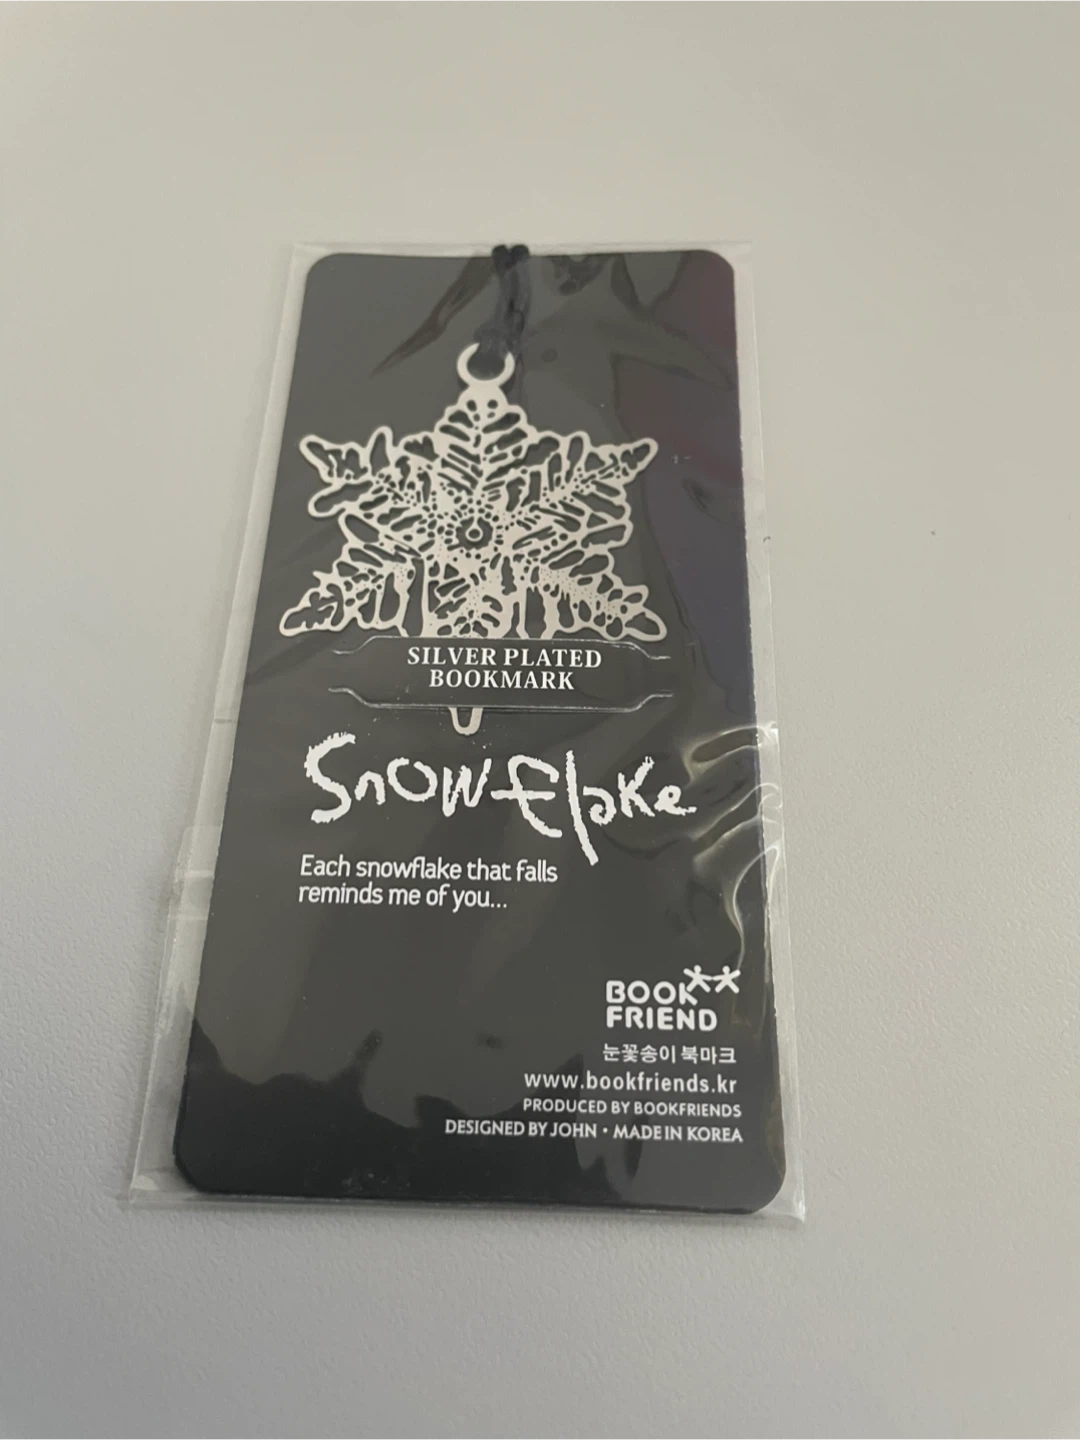 SILVER PLATED
BOOKMARK
Snowflake
Each snowflake that falls
reminds me of you...
BOOK
FRIEND
눈꽃송이 북마크
www.bookfriends.kr
PRODUCED BY BOOKFRIENDS
DESIGNED BY JOHN • MADE IN KOREA